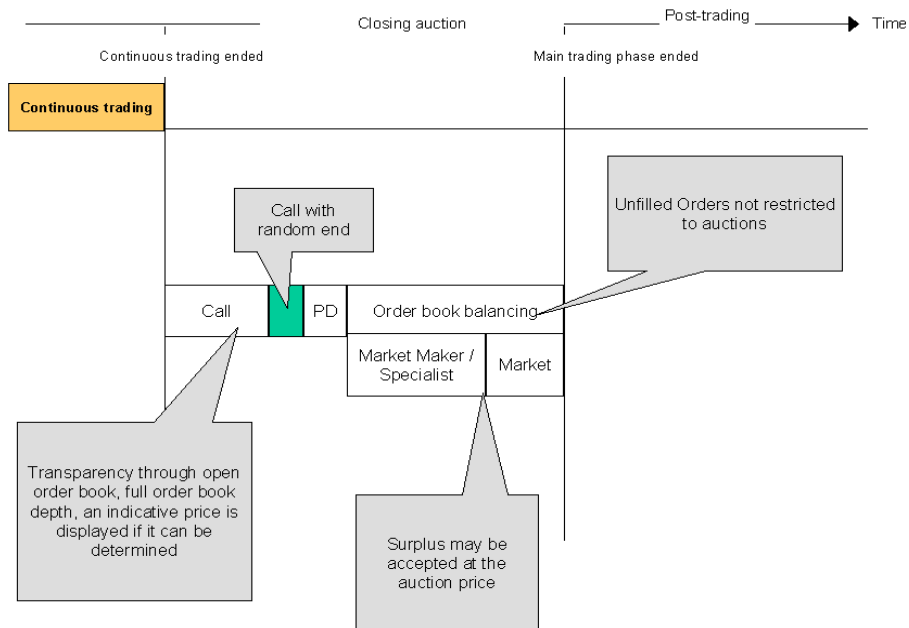 Closing auction
Post-trading
Time
Continuous trading ended
Main trading phase ended
Continuous trading
Call with
random end
Unfilled Orders not restricted
to auctions
Call
PD
Order book balancing
Market Maker /
Specialist
Market
Transparency through open
order book, full order book
depth, an indicative price is
displayed if it can be
determined
Surplus may be
accepted at the
auction price